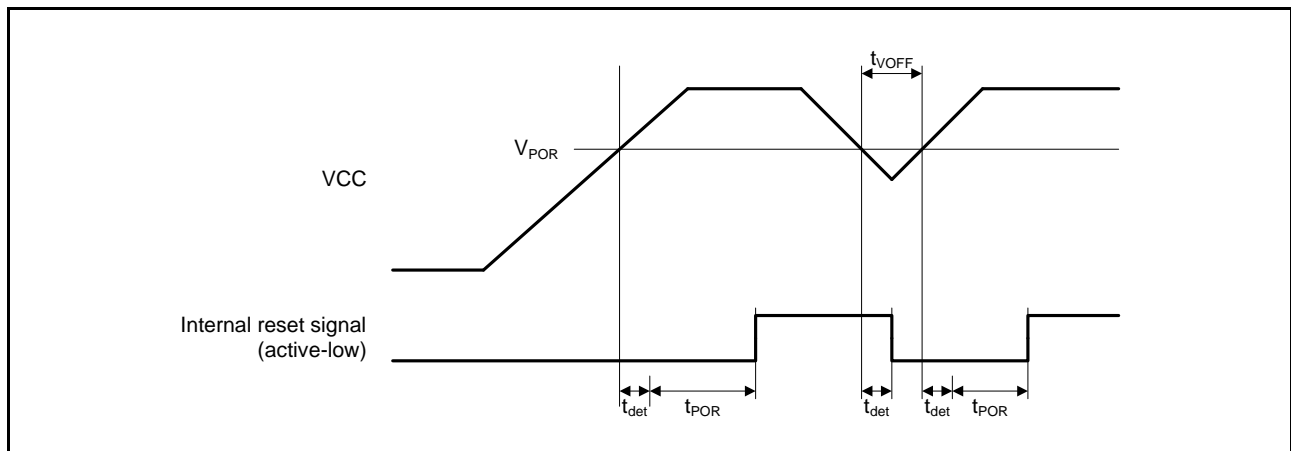 tVOFF
VPOR
VCC
Internal reset signal
(active-low)
tdet tPOR tdet tdet tPOR